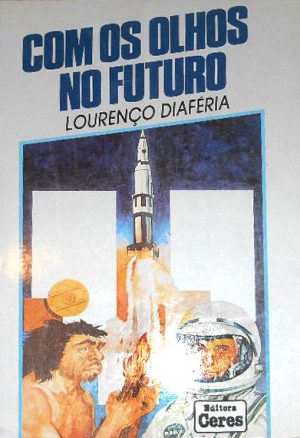 COM OS OLHOS
NO FUTURO
LOURENÇO DIAFÉRIA
Editora
Ceres